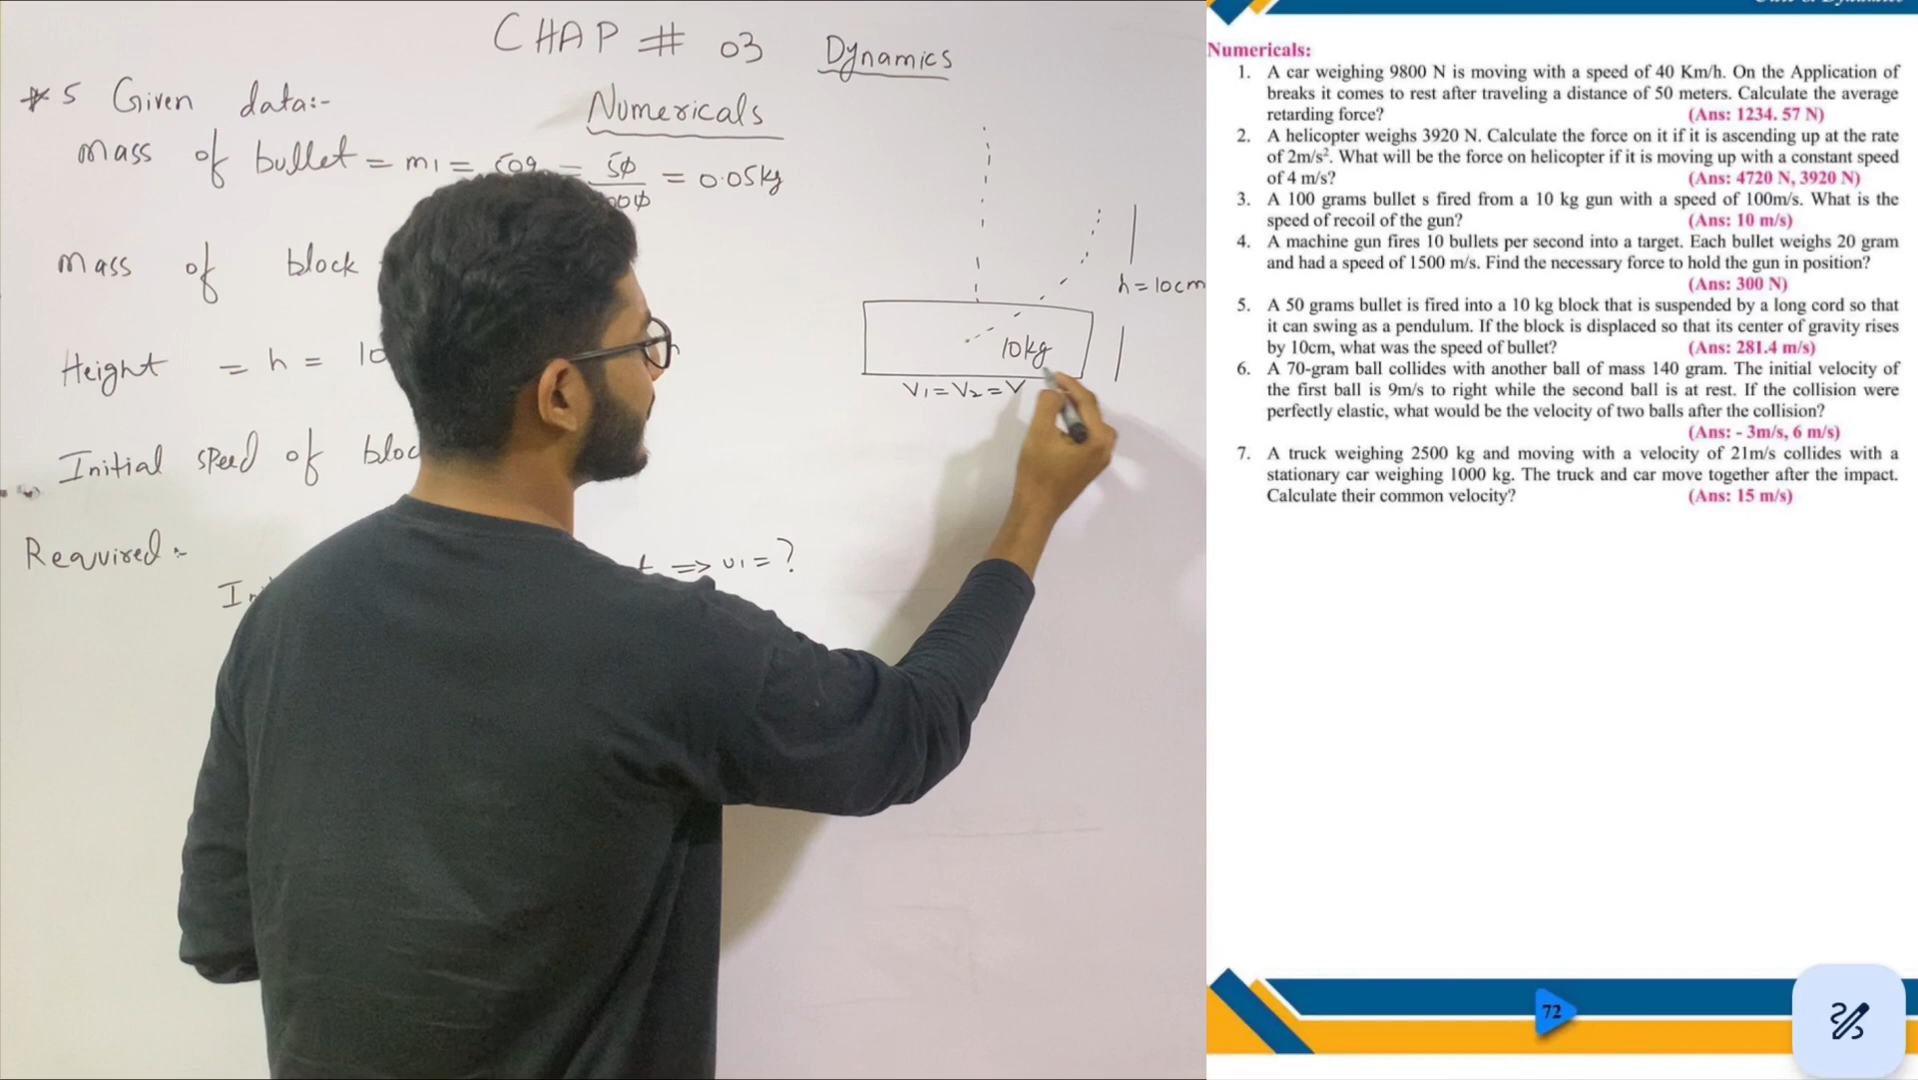 CHAP # 03 Dynamics
Numericals
*5 Given data:-
Mass of bullet = m1 = 50g = 50 = 0.05kg
Mass of block
Height = h = 10
Initial speed of bloc
Required:-
=> v1 = ?
h = 10cm
10kg
V1 = V2 = V
Numericals:
1. A car weighing 9800 N is moving with a speed of 40 Km/h. On the Application of
breaks it comes to rest after traveling a distance of 50 meters. Calculate the average
retarding force? (Ans: 1234. 57 N)
2. A helicopter weighs 3920 N. Calculate the force on it if it is ascending up at the rate
of 2m/s². What will be the force on helicopter if it is moving up with a constant speed
of 4 m/s? (Ans: 4720 N, 3920 N)
3. A 100 grams bullet s fired from a 10 kg gun with a speed of 100m/s. What is the
speed of recoil of the gun? (Ans: 10 m/s)
4. A machine gun fires 10 bullets per second into a target. Each bullet weighs 20 gram
and had a speed of 1500 m/s. Find the necessary force to hold the gun in position?
(Ans: 300 N)
5. A 50 grams bullet is fired into a 10 kg block that is suspended by a long cord so that
it can swing as a pendulum. If the block is displaced so that its center of gravity rises
by 10cm, what was the speed of bullet? (Ans: 281.4 m/s)
6. A 70-gram ball collides with another ball of mass 140 gram. The initial velocity of
the first ball is 9m/s to right while the second ball is at rest. If the collision were
perfectly elastic, what would be the velocity of two balls after the collision?
(Ans: - 3m/s, 6 m/s)
7. A truck weighing 2500 kg and moving with a velocity of 21m/s collides with a
stationary car weighing 1000 kg. The truck and car move together after the impact.
Calculate their common velocity? (Ans: 15 m/s)
72